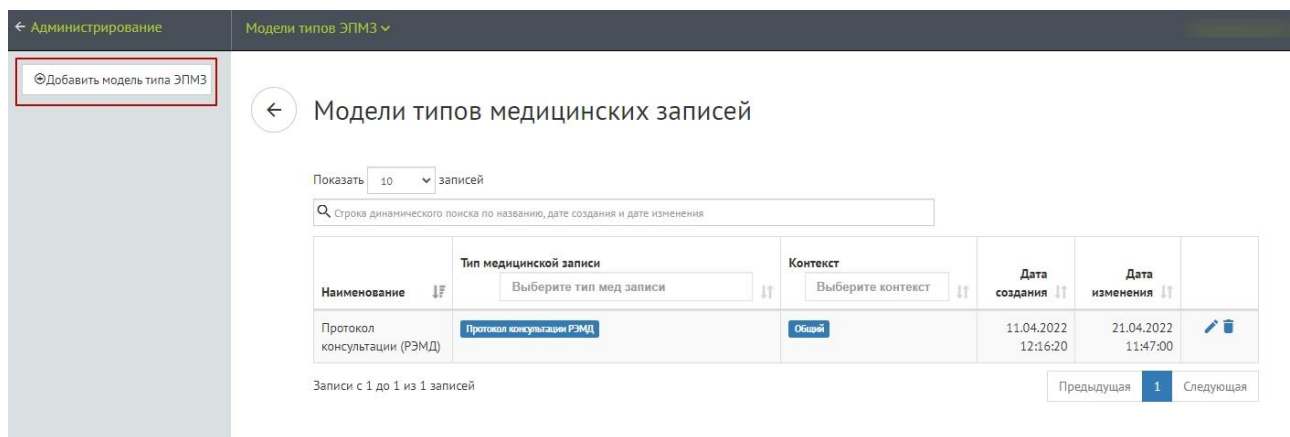 ← Администрирование
Модели типов ЭПМЗ
Добавить модель типа ЭПМЗ
Модели типов медицинских записей
Показать 10 записей
Строка динамического поиска по названию, дате создания и дате изменения
Наименование
Тип медицинской записи
Выберите тип мед записи
Контекст
Выберите контекст
Дата
создания
Дата
изменения
Протокол
консультации (РЭМД)
Протокол консультации РЭМД
Общий
11.04.2022
12:16:20
21.04.2022
11:47:00
Записи с 1 до 1 из 1 записей
Предыдущая 1 Следующая